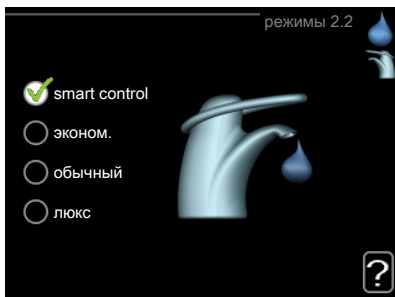 режимы 2.2
smart control
эконом.
обычный
люкс
?